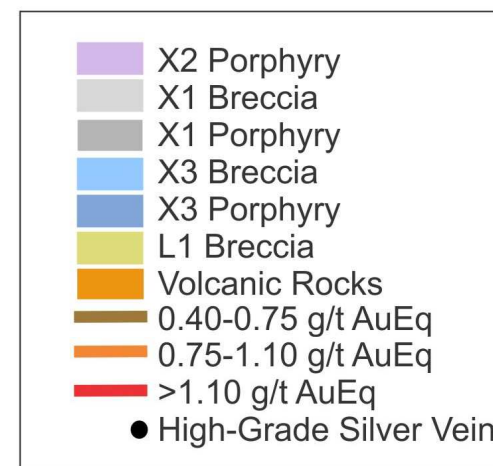 X2 Porphyry
X1 Breccia
X1 Porphyry
X3 Breccia
X3 Porphyry
L1 Breccia
Volcanic Rocks
0.40-0.75 g/t AuEq
0.75-1.10 g/t AuEq
>1.10 g/t AuEq
High-Grade Silver Vein